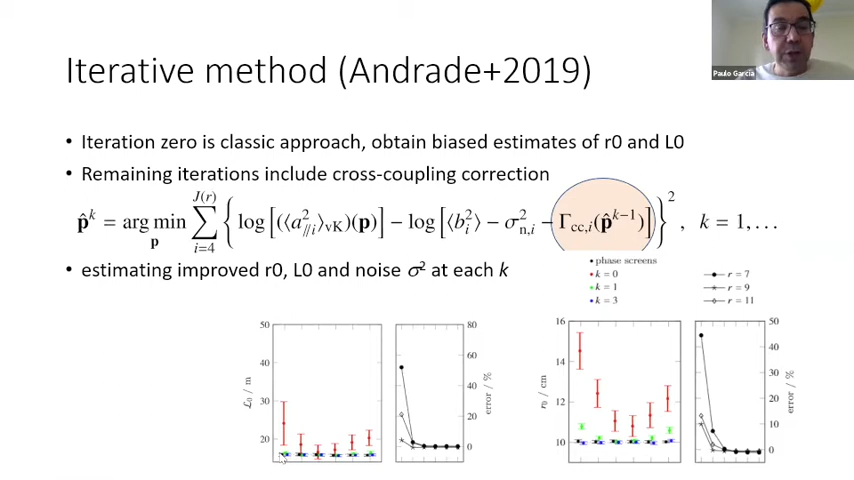 Paulo Garcia
Iterative method (Andrade+2019)
• Iteration zero is classic approach, obtain biased estimates of r0 and L0
• Remaining iterations include cross-coupling correction
p̂^k = arg min_p ∑_{i=4}^{J(r)} { log [(⟨a²_{//i}⟩_vK)(p)] − log [⟨b²_i⟩ − σ²_{n,i} − Γ_{cc,i}(p̂^{k−1})] }², k = 1, . . .
• estimating improved r0, L0 and noise σ² at each k
• phase screens
k = 0
k = 1
k = 3
r = 7
r = 9
r = 11
50
40
30
20
ℒ₀ / m
80
60
40
20
0
error / %
16
14
12
10
r₀ / cm
50
40
30
20
10
0
error / %